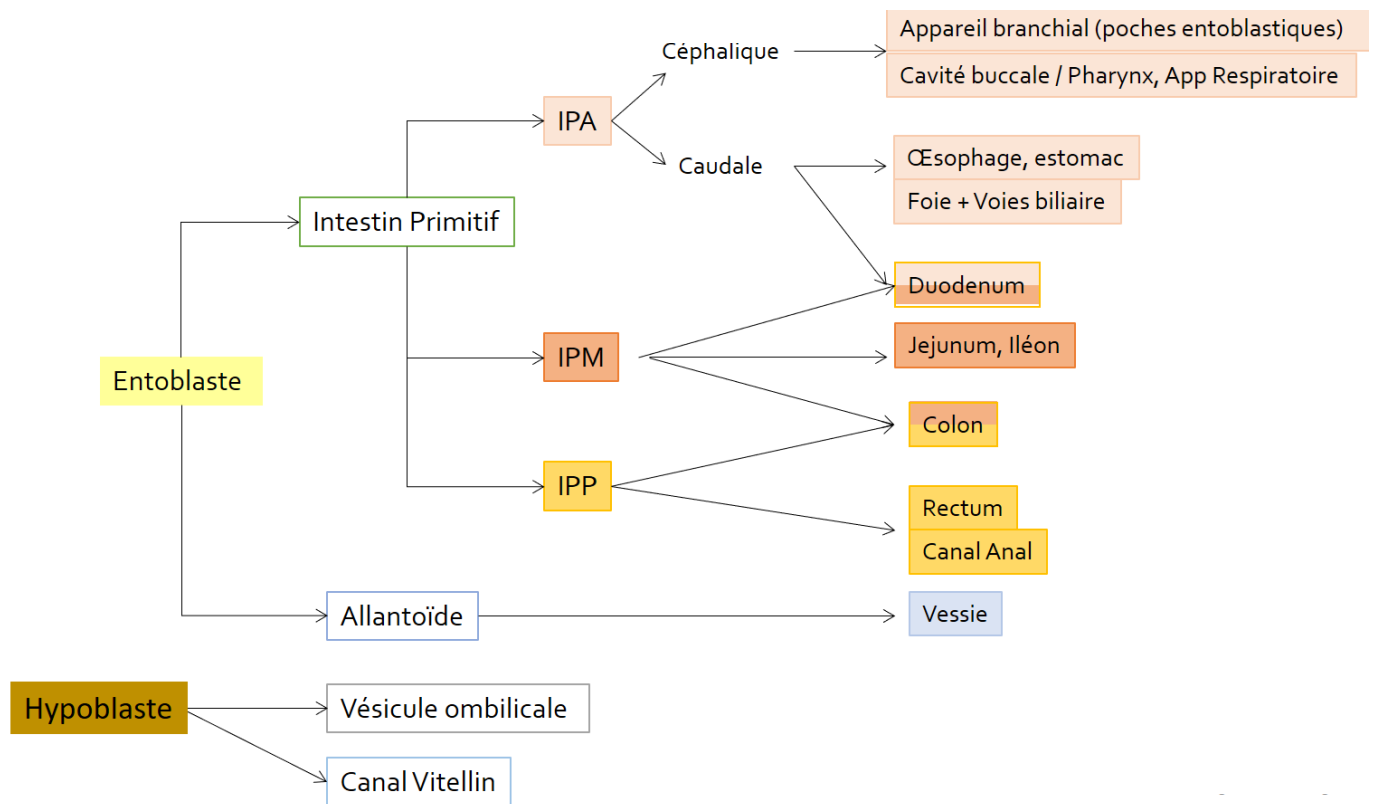 Céphalique
Appareil branchial (poches entoblastiques)
Cavité buccale / Pharynx, App Respiratoire
IPA
Caudale
Œsophage, estomac
Foie + Voies biliaire
Intestin Primitif
Duodenum
IPM
Jejunum, Iléon
Entoblaste
Colon
IPP
Rectum
Canal Anal
Allantoïde
Vessie
Hypoblaste
Vésicule ombilicale
Canal Vitellin